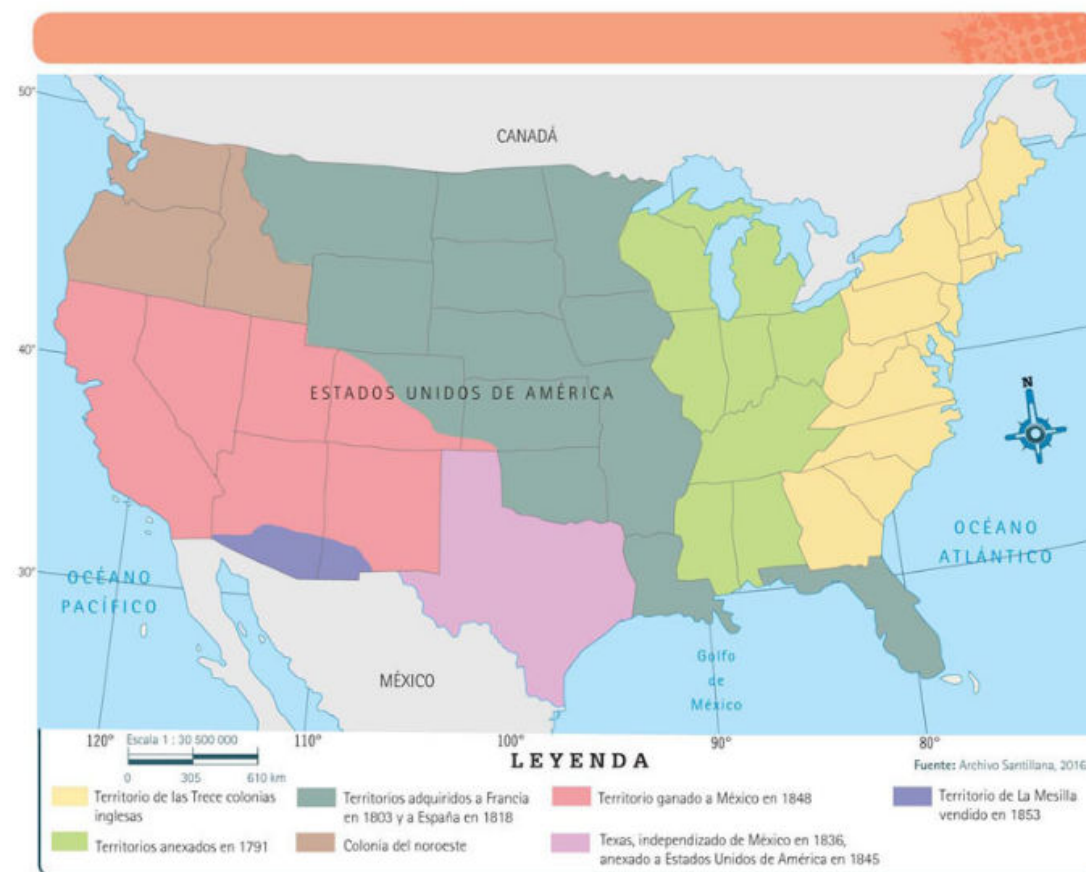 50°
CANADÁ
40°
ESTADOS UNIDOS DE AMÉRICA
N
OCÉANO
ATLÁNTICO
30°
OCÉANO
PACÍFICO
MÉXICO
Golfo
de
México
120°
110°
100°
90°
80°
Escala 1 : 30 500 000
0 305 610 km
LEYENDA
Fuente: Archivo Santillana, 2016
Territorio de las Trece colonias
inglesas
Territorios anexados en 1791
Territorios adquiridos a Francia
en 1803 y a España en 1818
Colonia del noroeste
Territorio ganado a México en 1848
Texas, independizado de México en 1836,
anexado a Estados Unidos de América en 1845
Territorio de La Mesilla
vendido en 1853